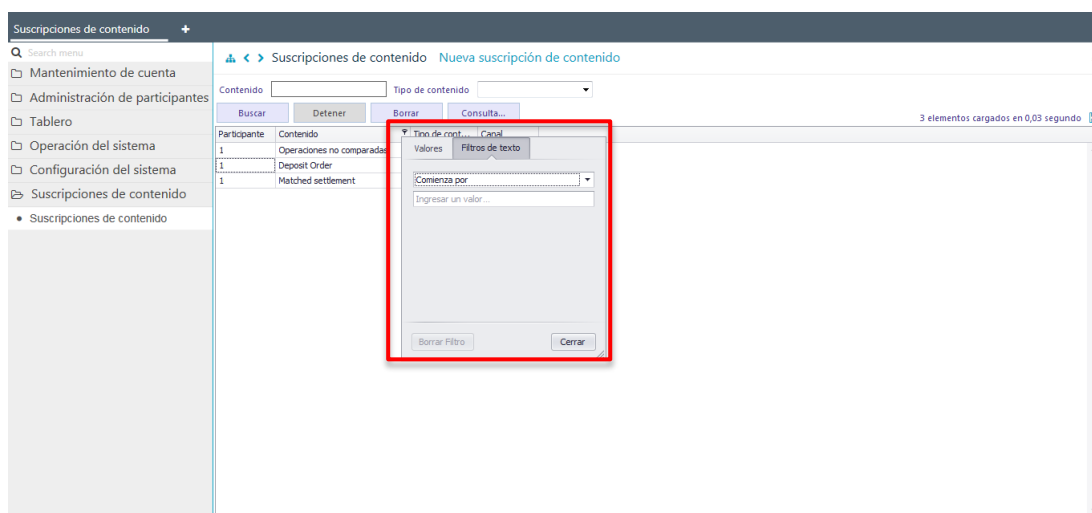 Suscripciones de contenido +
Search menu
Mantenimiento de cuenta
Administración de participantes
Tablero
Operación del sistema
Configuración del sistema
Suscripciones de contenido
Suscripciones de contenido
Suscripciones de contenido Nueva suscripción de contenido
Contenido Tipo de contenido
Buscar Detener Borrar Consulta...
3 elementos cargados en 0,03 segundo
Participante Contenido Tipo de cont... Canal
1 Operaciones no comparadas
1 Deposit Order
1 Matched settlement
Valores Filtros de texto
Comienza por
Ingresar un valor...
Borrar Filtro Cerrar